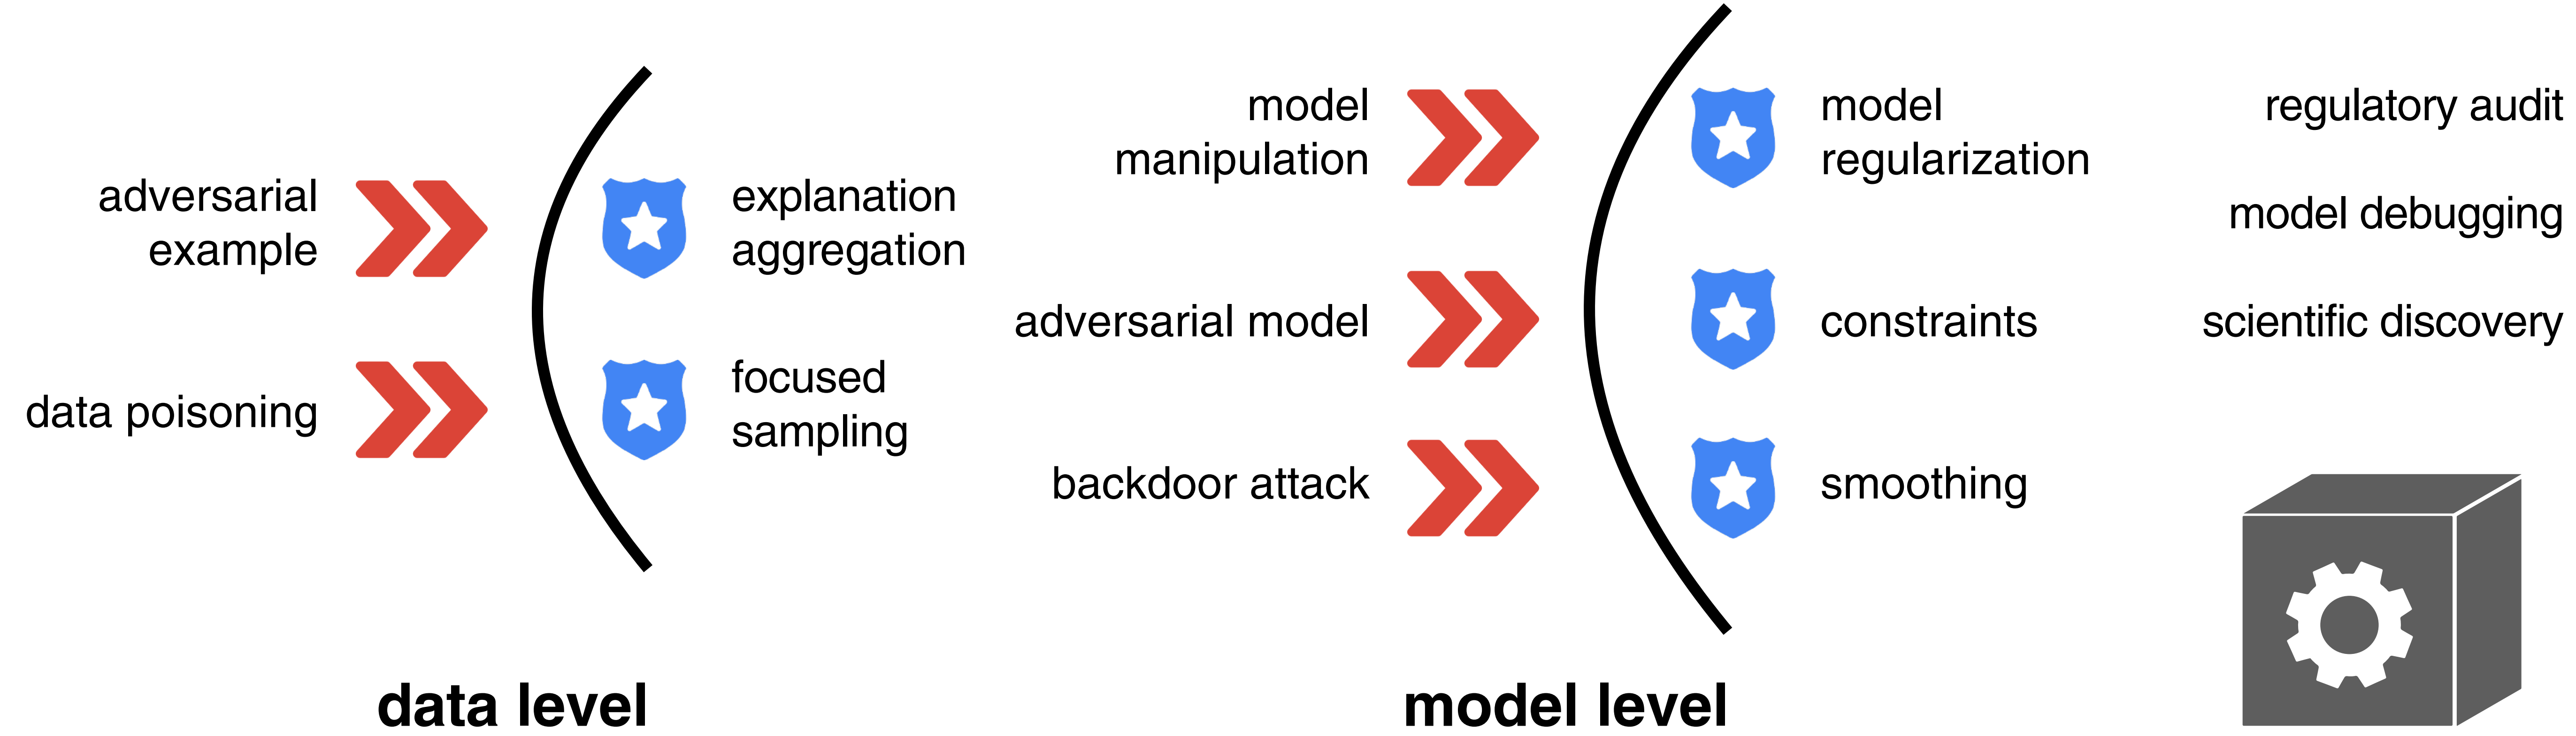 adversarial
example
data poisoning
explanation
aggregation
focused
sampling
data level
model
manipulation
adversarial model
backdoor attack
model
regularization
constraints
smoothing
model level
regulatory audit
model debugging
scientific discovery